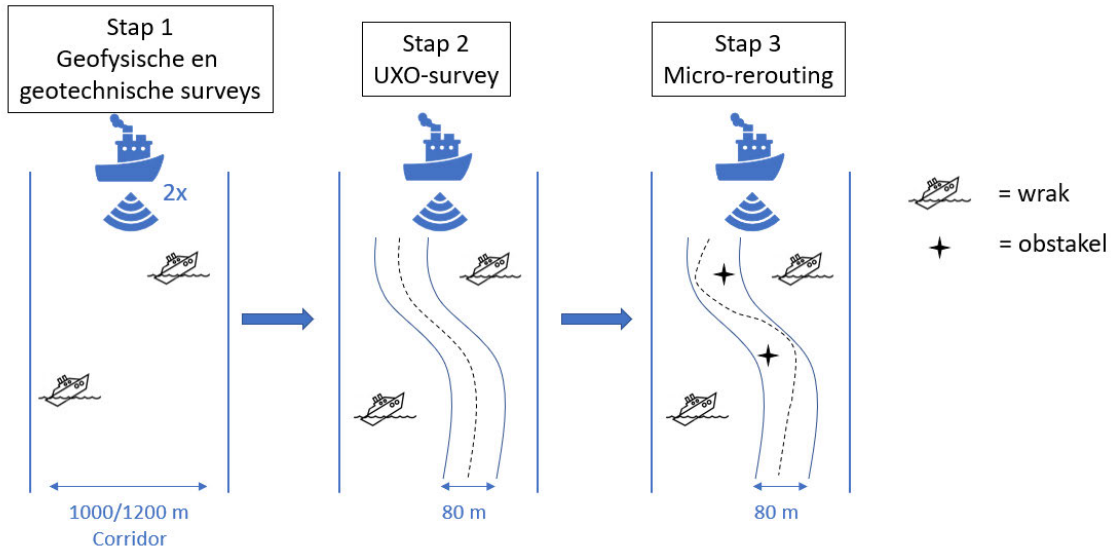 Stap 1
Geofysische en
geotechnische surveys
Stap 2
UXO-survey
Stap 3
Micro-rerouting
2x
= wrak
= obstakel
1000/1200 m
Corridor
80 m
80 m